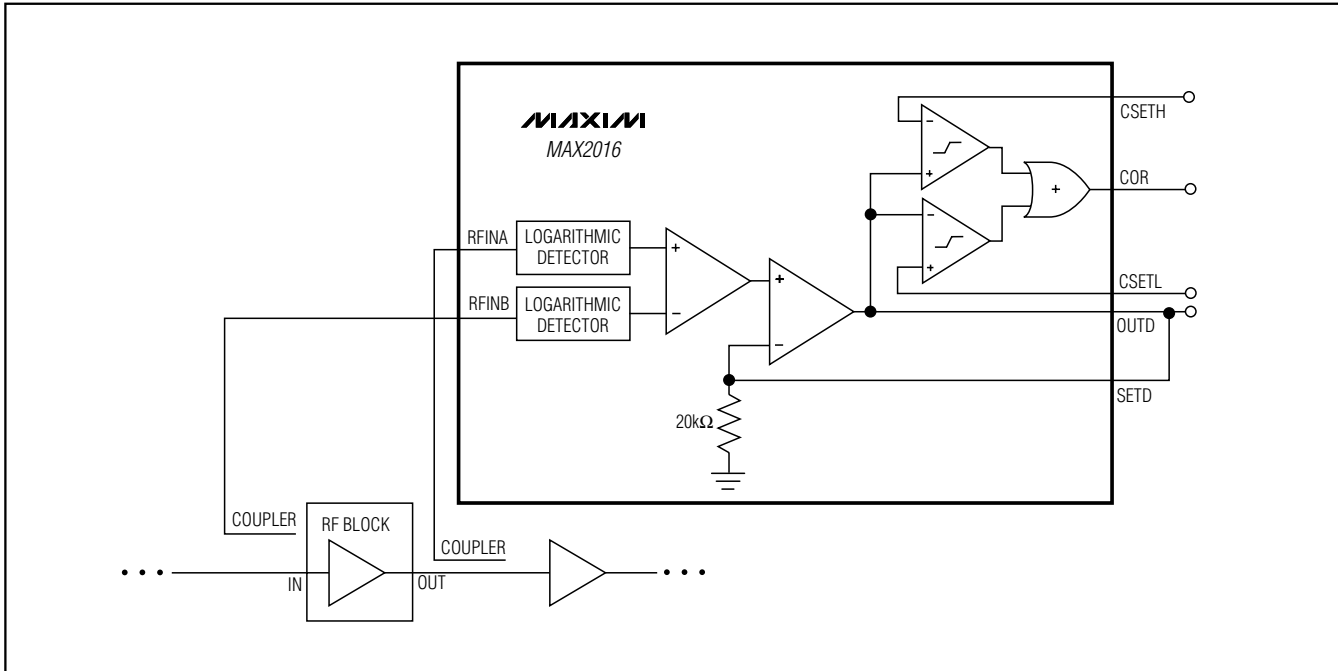 MAXIM
MAX2016
CSETH
COR
CSETL
OUTD
SETD
RFINA
LOGARITHMIC
DETECTOR
RFINB
LOGARITHMIC
DETECTOR
+
−
+
−
−
+
−
+
+
20kΩ
COUPLER
RF BLOCK
COUPLER
IN
OUT